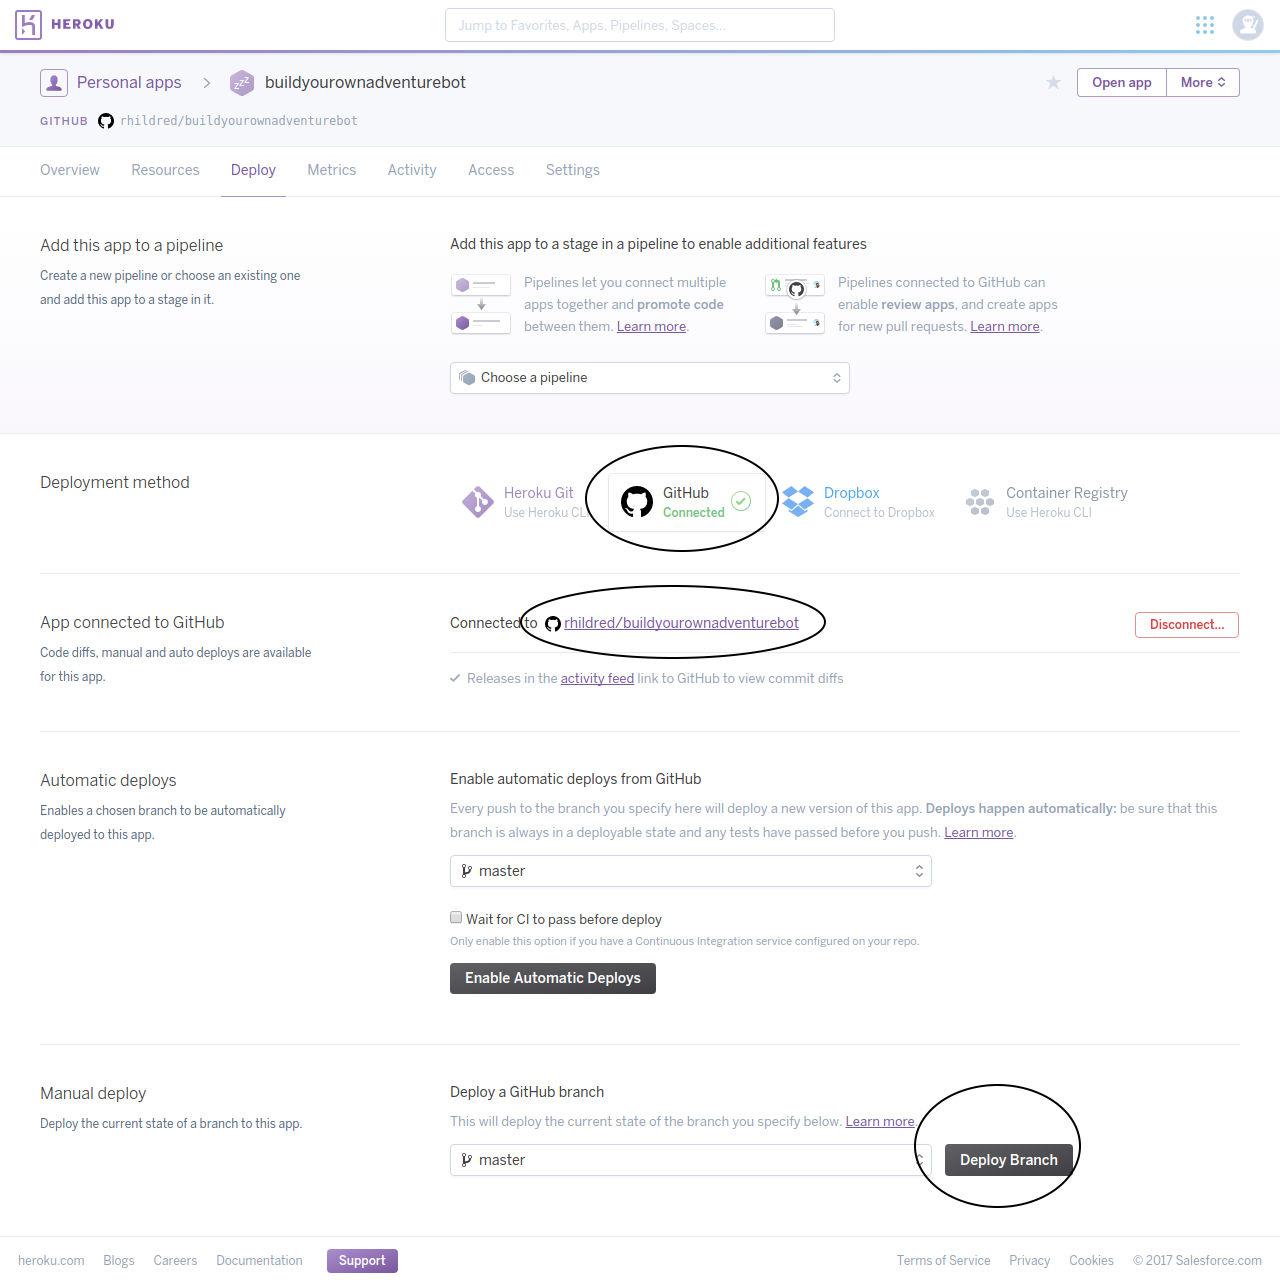 HEROKU
Jump to Favorites, Apps, Pipelines, Spaces...
Personal apps > zzz buildyourownadventurebot
Open app More
GITHUB rhildred/buildyourownadventurebot
Overview Resources Deploy Metrics Activity Access Settings
Add this app to a pipeline
Create a new pipeline or choose an existing one
and add this app to a stage in it.
Add this app to a stage in a pipeline to enable additional features
Pipelines let you connect multiple
apps together and promote code
between them. Learn more.
Pipelines connected to GitHub can
enable review apps, and create apps
for new pull requests. Learn more.
Choose a pipeline
Deployment method
Heroku Git
Use Heroku CLI
GitHub
Connected
Dropbox
Connect to Dropbox
Container Registry
Use Heroku CLI
App connected to GitHub
Code diffs, manual and auto deploys are available
for this app.
Connected to rhildred/buildyourownadventurebot
Disconnect...
Releases in the activity feed link to GitHub to view commit diffs
Automatic deploys
Enables a chosen branch to be automatically
deployed to this app.
Enable automatic deploys from GitHub
Every push to the branch you specify here will deploy a new version of this app. Deploys happen automatically: be sure that this
branch is always in a deployable state and any tests have passed before you push. Learn more.
master
Wait for CI to pass before deploy
Only enable this option if you have a Continuous Integration service configured on your repo.
Enable Automatic Deploys
Manual deploy
Deploy the current state of a branch to this app.
Deploy a GitHub branch
This will deploy the current state of the branch you specify below. Learn more.
master
Deploy Branch
heroku.com Blogs Careers Documentation Support
Terms of Service Privacy Cookies © 2017 Salesforce.com